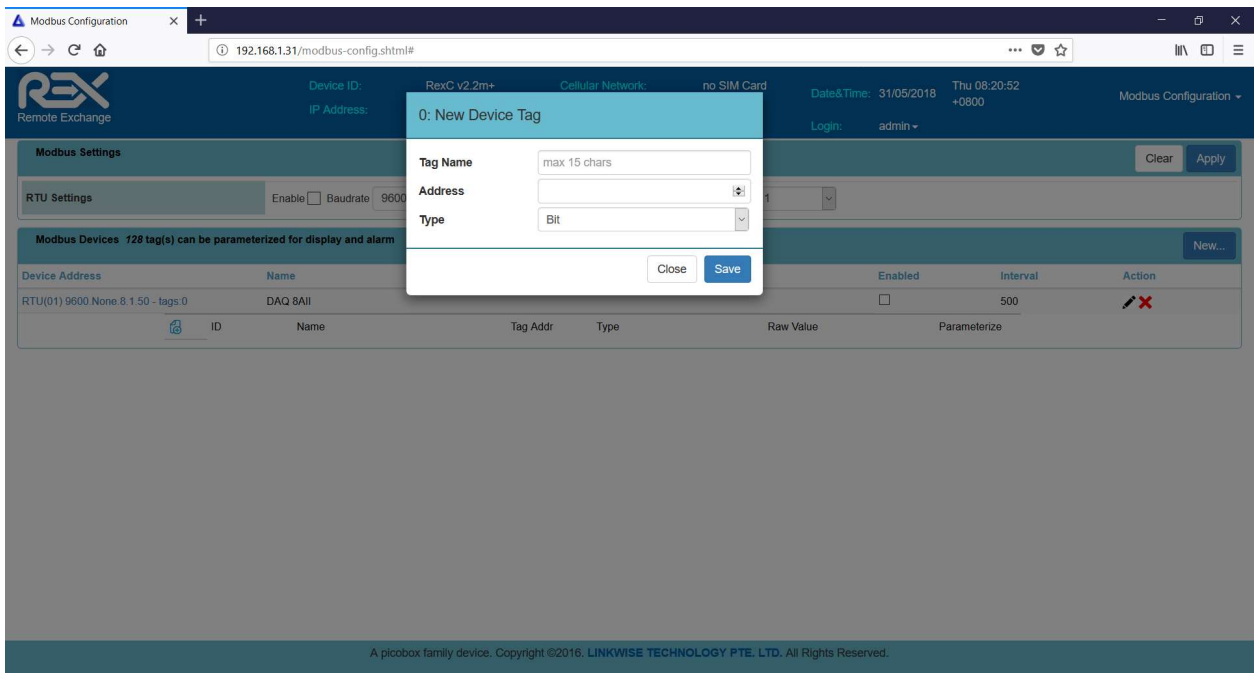 Modbus Configuration
192.168.1.31/modbus-config.shtml#
REX
Remote Exchange
Device ID: RexC v2.2m+ Cellular Network: no SIM Card
IP Address:
Date&Time: 31/05/2018 Thu 08:20:52 +0800
Login: admin
Modbus Configuration
Modbus Settings
Clear Apply
RTU Settings Enable Baudrate 9600 1
Modbus Devices 128 tag(s) can be parameterized for display and alarm New...
Device Address Name Enabled Interval Action
RTU(01) 9600.None.8.1.50 - tags:0 DAQ 8AII 500
ID Name Tag Addr Type Raw Value Parameterize
0: New Device Tag
Tag Name max 15 chars
Address
Type Bit
Close Save
A picobox family device. Copyright ©2016. LINKWISE TECHNOLOGY PTE. LTD. All Rights Reserved.